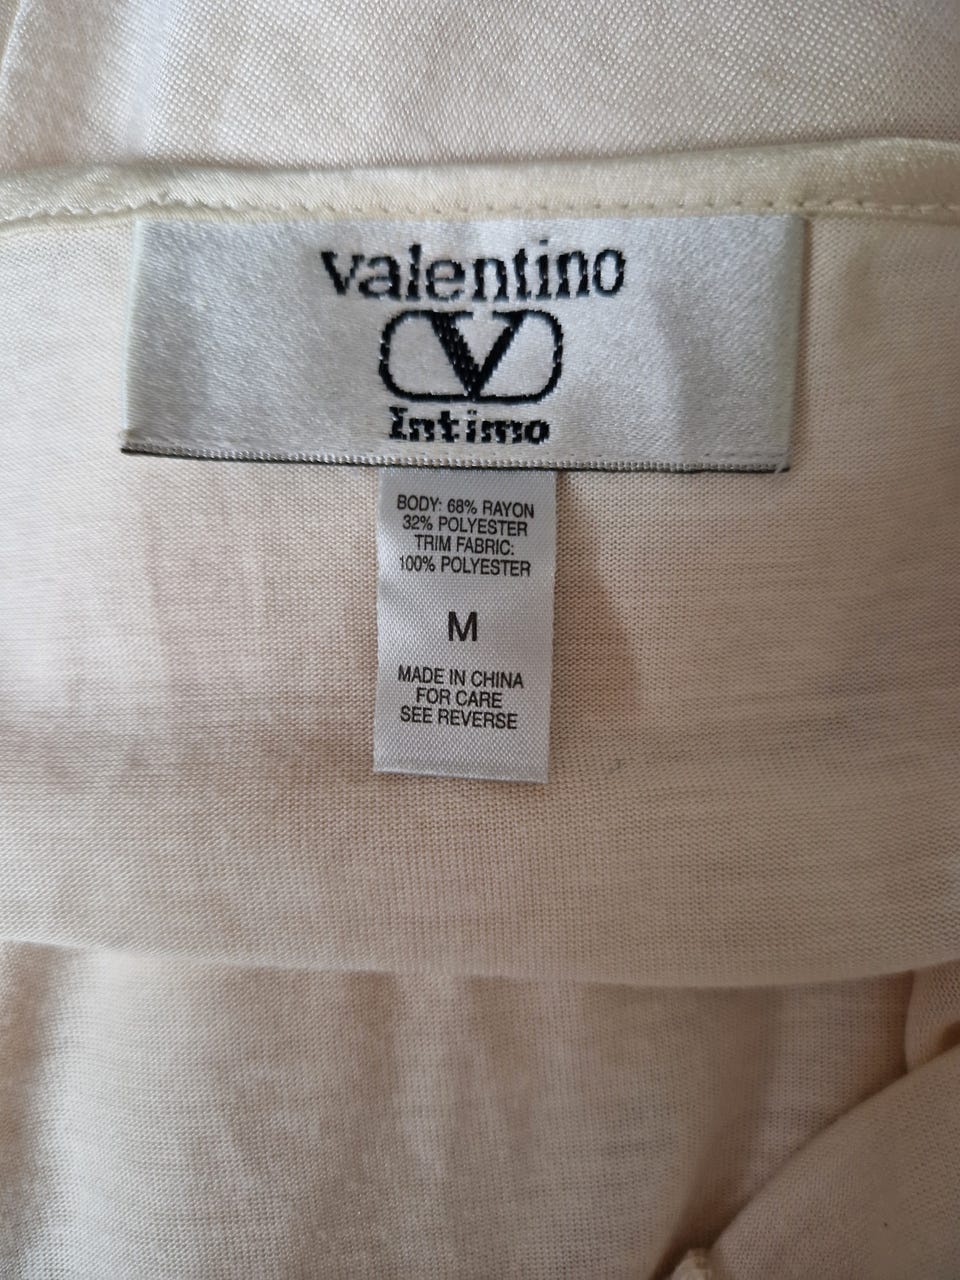 valentino
V
Intimo
BODY: 68% RAYON
32% POLYESTER
TRIM FABRIC:
100% POLYESTER
M
MADE IN CHINA
FOR CARE
SEE REVERSE